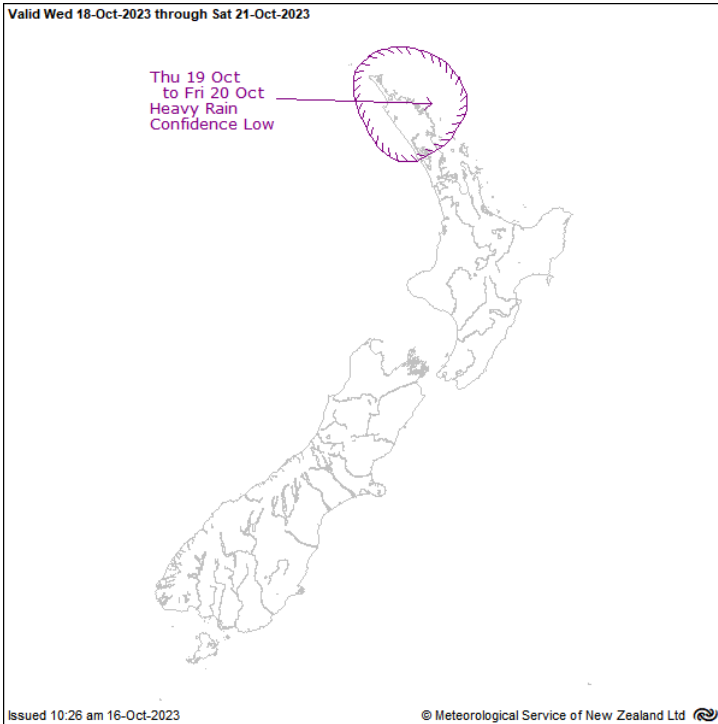 Valid Wed 18-Oct-2023 through Sat 21-Oct-2023
Thu 19 Oct
to Fri 20 Oct
Heavy Rain
Confidence Low
Issued 10:26 am 16-Oct-2023
© Meteorological Service of New Zealand Ltd